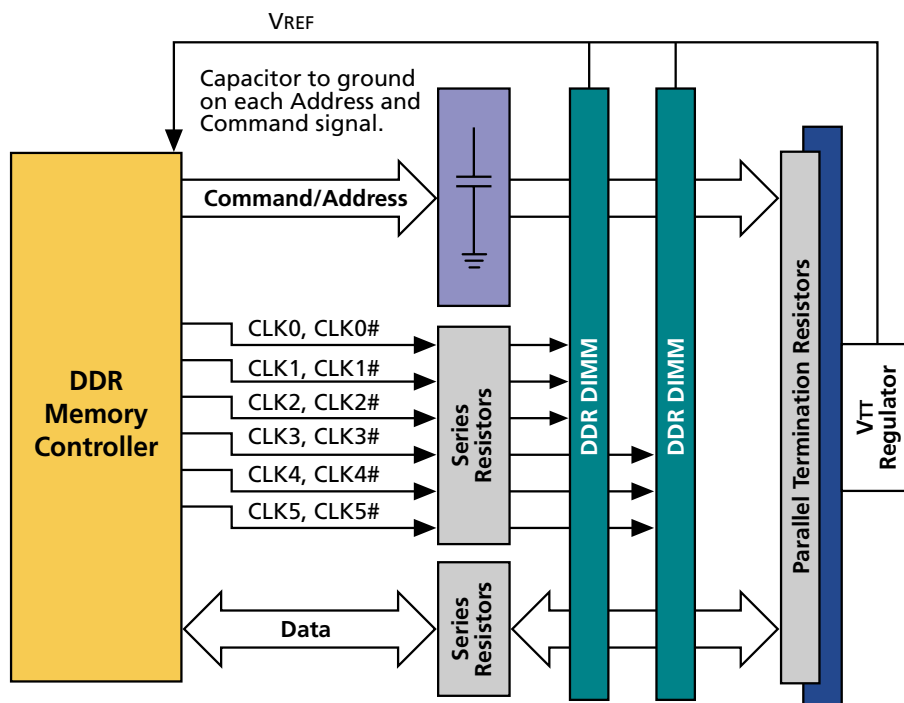 VREF
Capacitor to ground
on each Address and
Command signal.
Command/Address
DDR
Memory
Controller
CLK0, CLK0#
CLK1, CLK1#
CLK2, CLK2#
CLK3, CLK3#
CLK4, CLK4#
CLK5, CLK5#
Series
Resistors
DDR DIMM
DDR DIMM
Parallel Termination Resistors
VTT
Regulator
Data
Series
Resistors